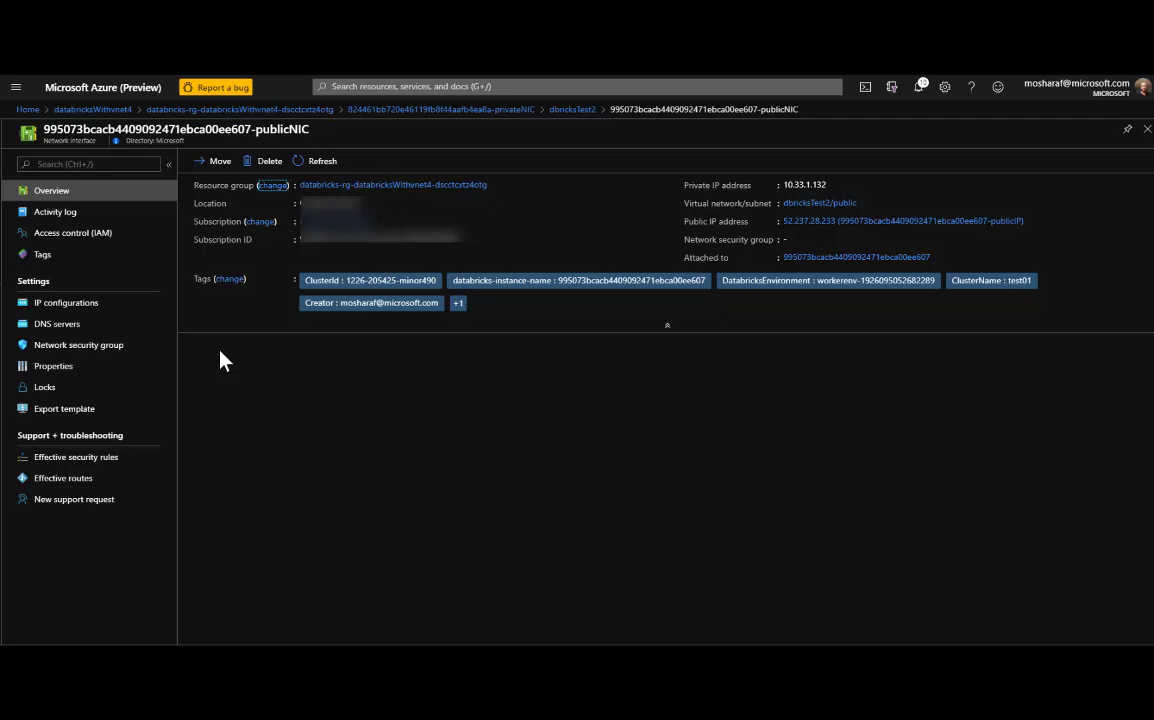 Microsoft Azure (Preview)
Report a bug
Search resources, services, and docs (G+/)
10
mosharaf@microsoft.com
MICROSOFT
Home > databricksWithvnet4 > databricks-rg-databricksWithvnet4-dscctcxtz4otg > 824461bb720e46119fb8f44aafb4ea8a-privateNIC > dbricksTest2 > 995073bcacb4409092471ebca00ee607-publicNIC
995073bcacb4409092471ebca00ee607-publicNIC
Network interface
Directory: Microsoft
Search (Ctrl+/)
«
Overview
Activity log
Access control (IAM)
Tags
Settings
IP configurations
DNS servers
Network security group
Properties
Locks
Export template
Support + troubleshooting
Effective security rules
Effective routes
New support request
Move
Delete
Refresh
Resource group (change) : databricks-rg-databricksWithvnet4-dscctcxtz4otg
Location :
Subscription (change) :
Subscription ID :
Private IP address : 10.33.1.132
Virtual network/subnet : dbricksTest2/public
Public IP address : 52.237.28.233 (995073bcacb4409092471ebca00ee607-publicIP)
Network security group : -
Attached to : 995073bcacb4409092471ebca00ee607
Tags (change) : ClusterId : 1226-205425-minor490 databricks-instance-name : 995073bcacb4409092471ebca00ee607 DatabricksEnvironment : workerenv-1926095052682289 ClusterName : test01
Creator : mosharaf@microsoft.com +1